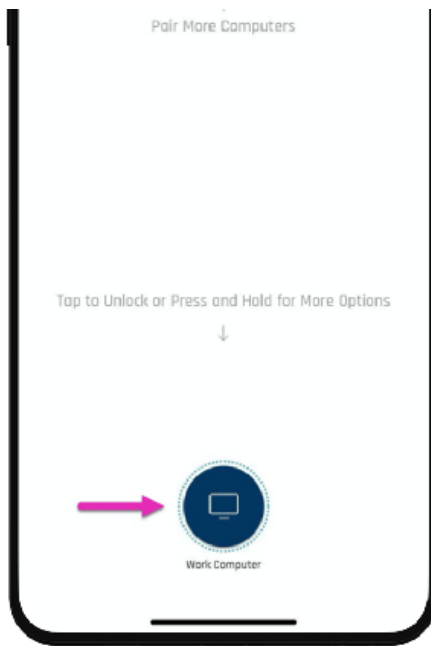 Pair More Computers
Tap to Unlock or Press and Hold for More Options
Work Computer